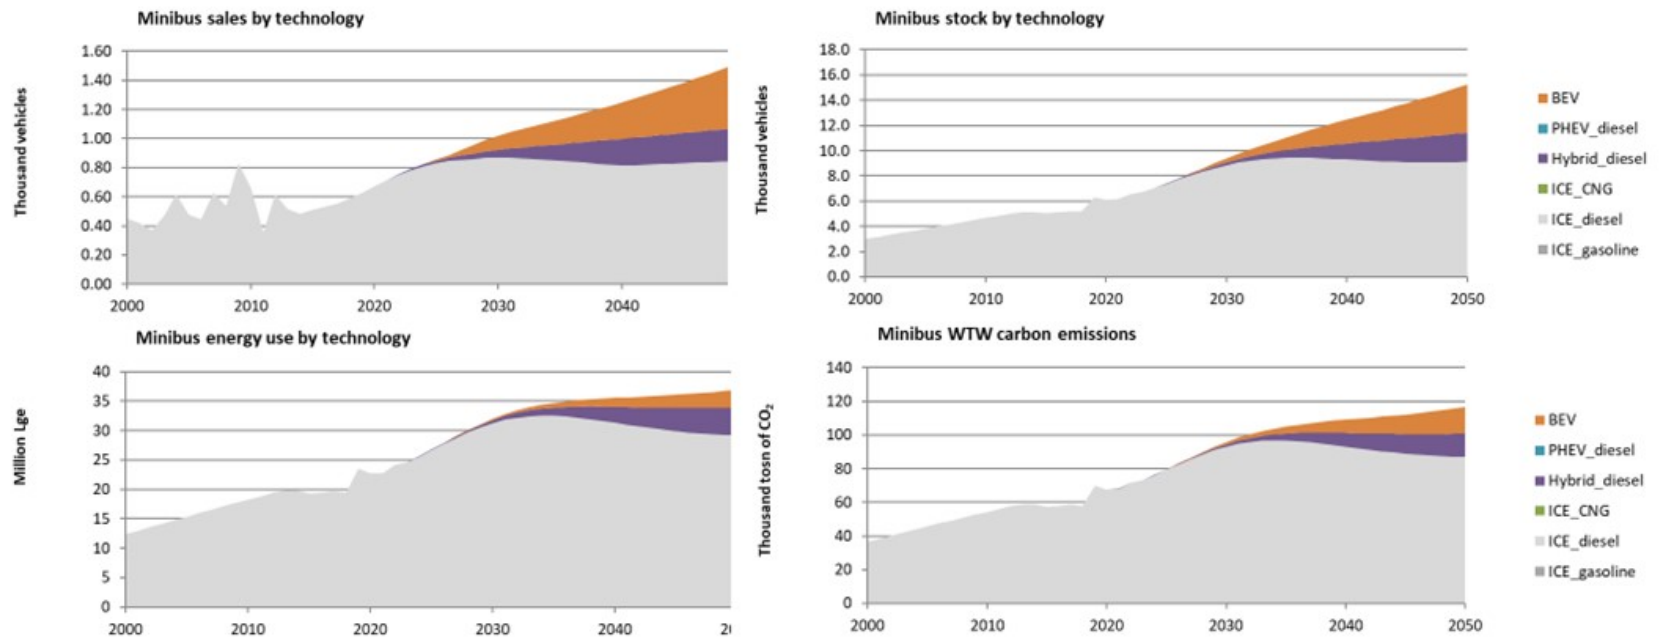 Minibus sales by technology
Thousand vehicles
1.60
1.40
1.20
1.00
0.80
0.60
0.40
0.20
0.00
2000 2010 2020 2030 2040
Minibus stock by technology
Thousand vehicles
18.0
16.0
14.0
12.0
10.0
8.0
6.0
4.0
2.0
0.0
2000 2010 2020 2030 2040 2050
BEV
PHEV_diesel
Hybrid_diesel
ICE_CNG
ICE_diesel
ICE_gasoline
Minibus energy use by technology
Million Lge
40
35
30
25
20
15
10
5
0
2000 2010 2020 2030 2040 2(
Minibus WTW carbon emissions
Thousand tosn of CO₂
140
120
100
80
60
40
20
0
2000 2010 2020 2030 2040 2050
BEV
PHEV_diesel
Hybrid_diesel
ICE_CNG
ICE_diesel
ICE_gasoline